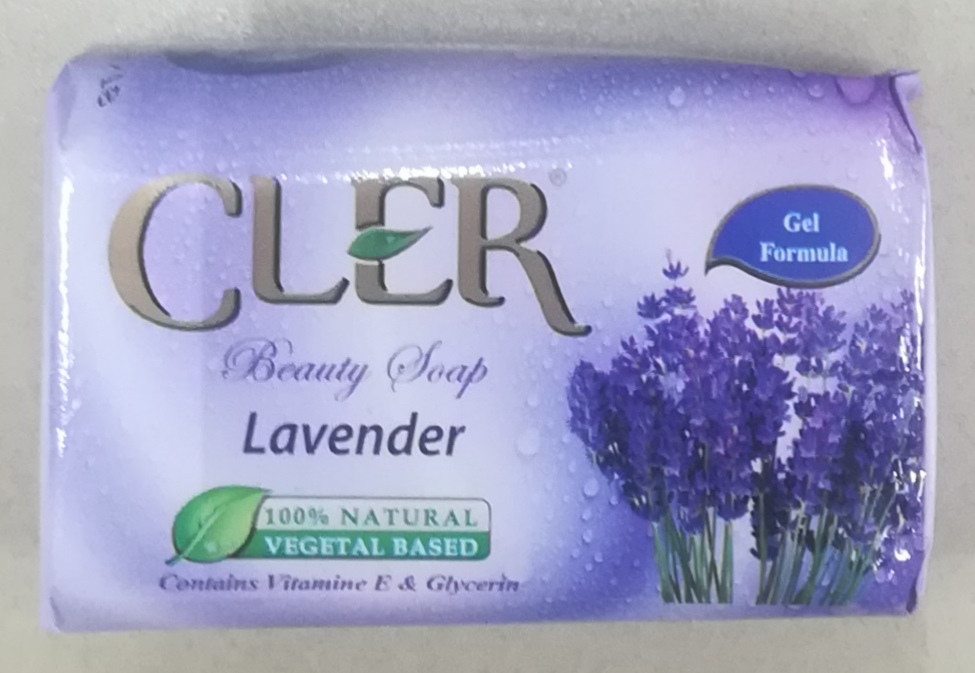 CLER®
Gel
Formula
Beauty Soap
Lavender
100% NATURAL
VEGETAL BASED
Contains Vitamine E & Glycerin